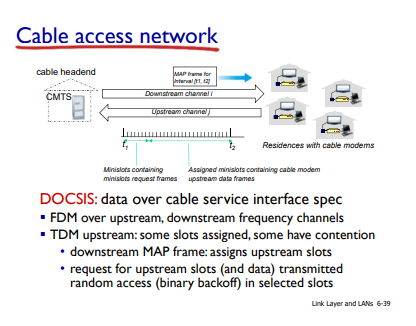 Cable access network
cable headend
MAP frame for
Interval [t1, t2]
CMTS
Downstream channel i
Upstream channel j
t1
t2
Residences with cable modems
Minislots containing
minislots request frames
Assigned minislots containing cable modem
upstream data frames
DOCSIS: data over cable service interface spec
▪ FDM over upstream, downstream frequency channels
▪ TDM upstream: some slots assigned, some have contention
• downstream MAP frame: assigns upstream slots
• request for upstream slots (and data) transmitted
random access (binary backoff) in selected slots
Link Layer and LANs 6-39